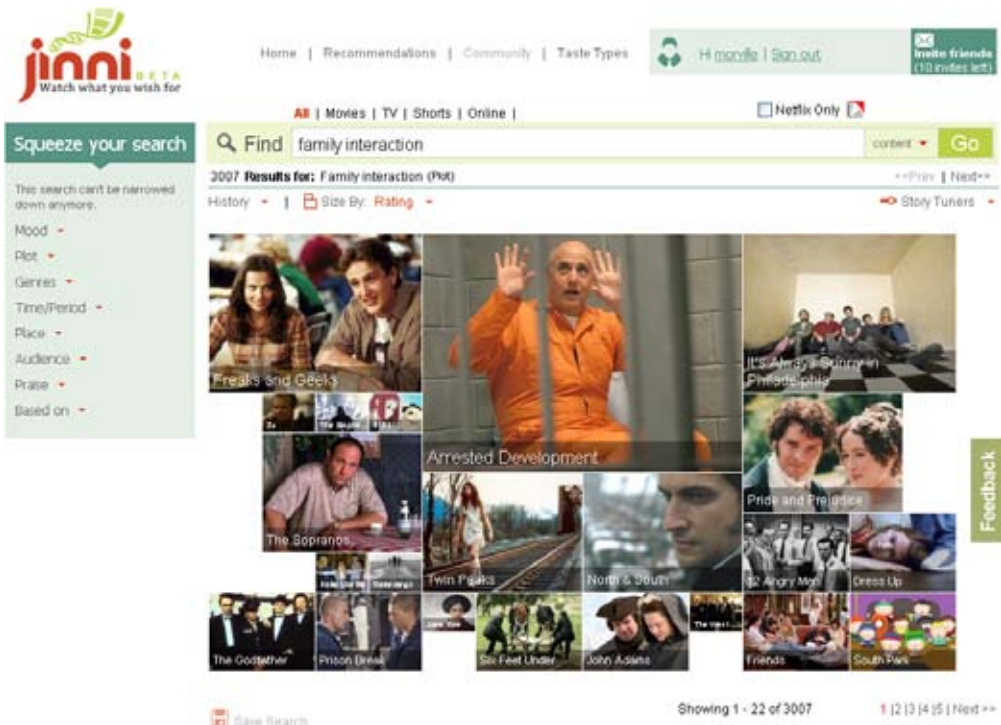 jinni
BETA
Watch what you wish for
Home | Recommendations | Community | Taste Types
Hi morville | Sign out
Invite friends
(10 invites left)
All | Movies | TV | Shorts | Online |
Netflix Only
Squeeze your search
Find family interaction content Go
This search can't be narrowed
down anymore.
3007 Results for: Family interaction (Plot) <<Prev | Next>>
History | Size By: Rating Story Tuners
Mood
Plot
Genres
Time/Period
Place
Audience
Praise
Based on
Freaks and Geeks
It's Always Sunny in
Philadelphia
Arrested Development
Pride and Prejudice
The Sopranos
Twin Peaks
North & South
12 Angry Men
Dress Up
The Godfather
Prison Break
Six Feet Under
John Adams
Friends
South Park
Feedback
Save Search
Showing 1 - 22 of 3007
1 |2 |3 |4 |5 | Next >>